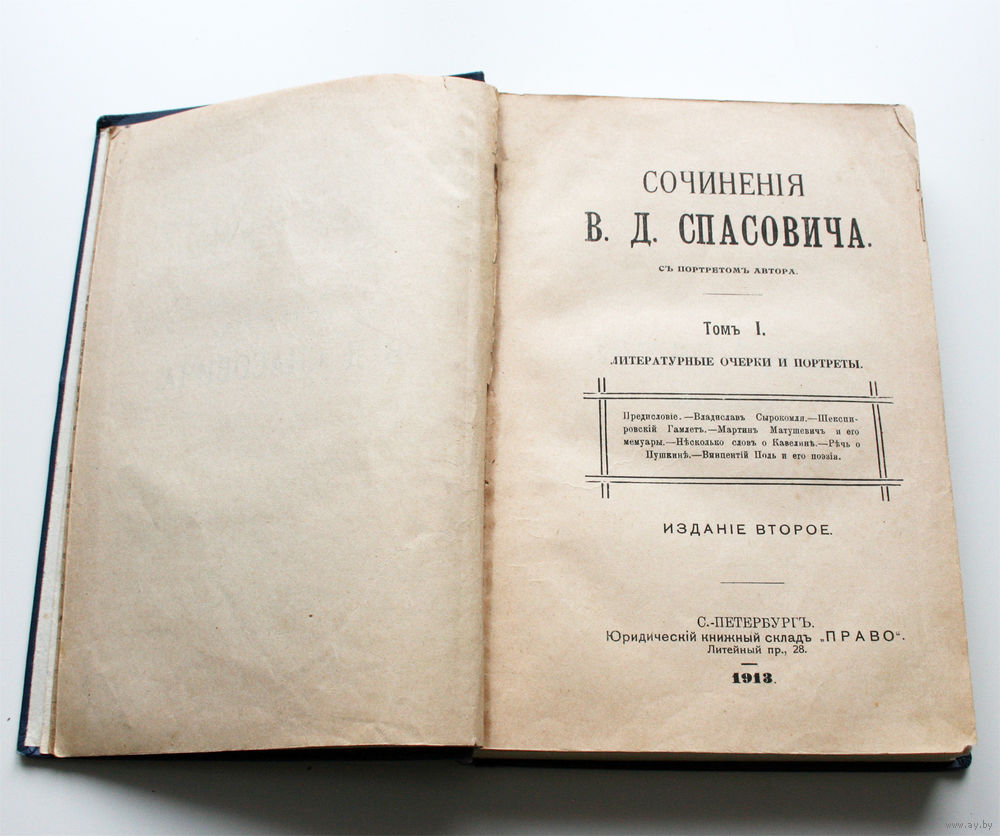 СОЧИНЕНІЯ
В. Д. СПАСОВИЧА.
СЪ ПОРТРЕТОМЪ АВТОРА.
Томъ I.
ЛИТЕРАТУРНЫЕ ОЧЕРКИ И ПОРТРЕТЫ.
Предисловіе.—Владиславъ Сырокомля.—Шекспи-
ровскій Гамлетъ.—Мартинъ Матушевичъ и его
мемуары.—Нѣсколько словъ о Кавелинѣ.—Рѣчь о
Пушкинѣ.—Винцентій Поль и его поэзія.
ИЗДАНІЕ ВТОРОЕ.
С.-ПЕТЕРБУРГЪ.
Юридическій книжный складъ „ПРАВО“.
Литейный пр., 28.
1913.
www.ay.by